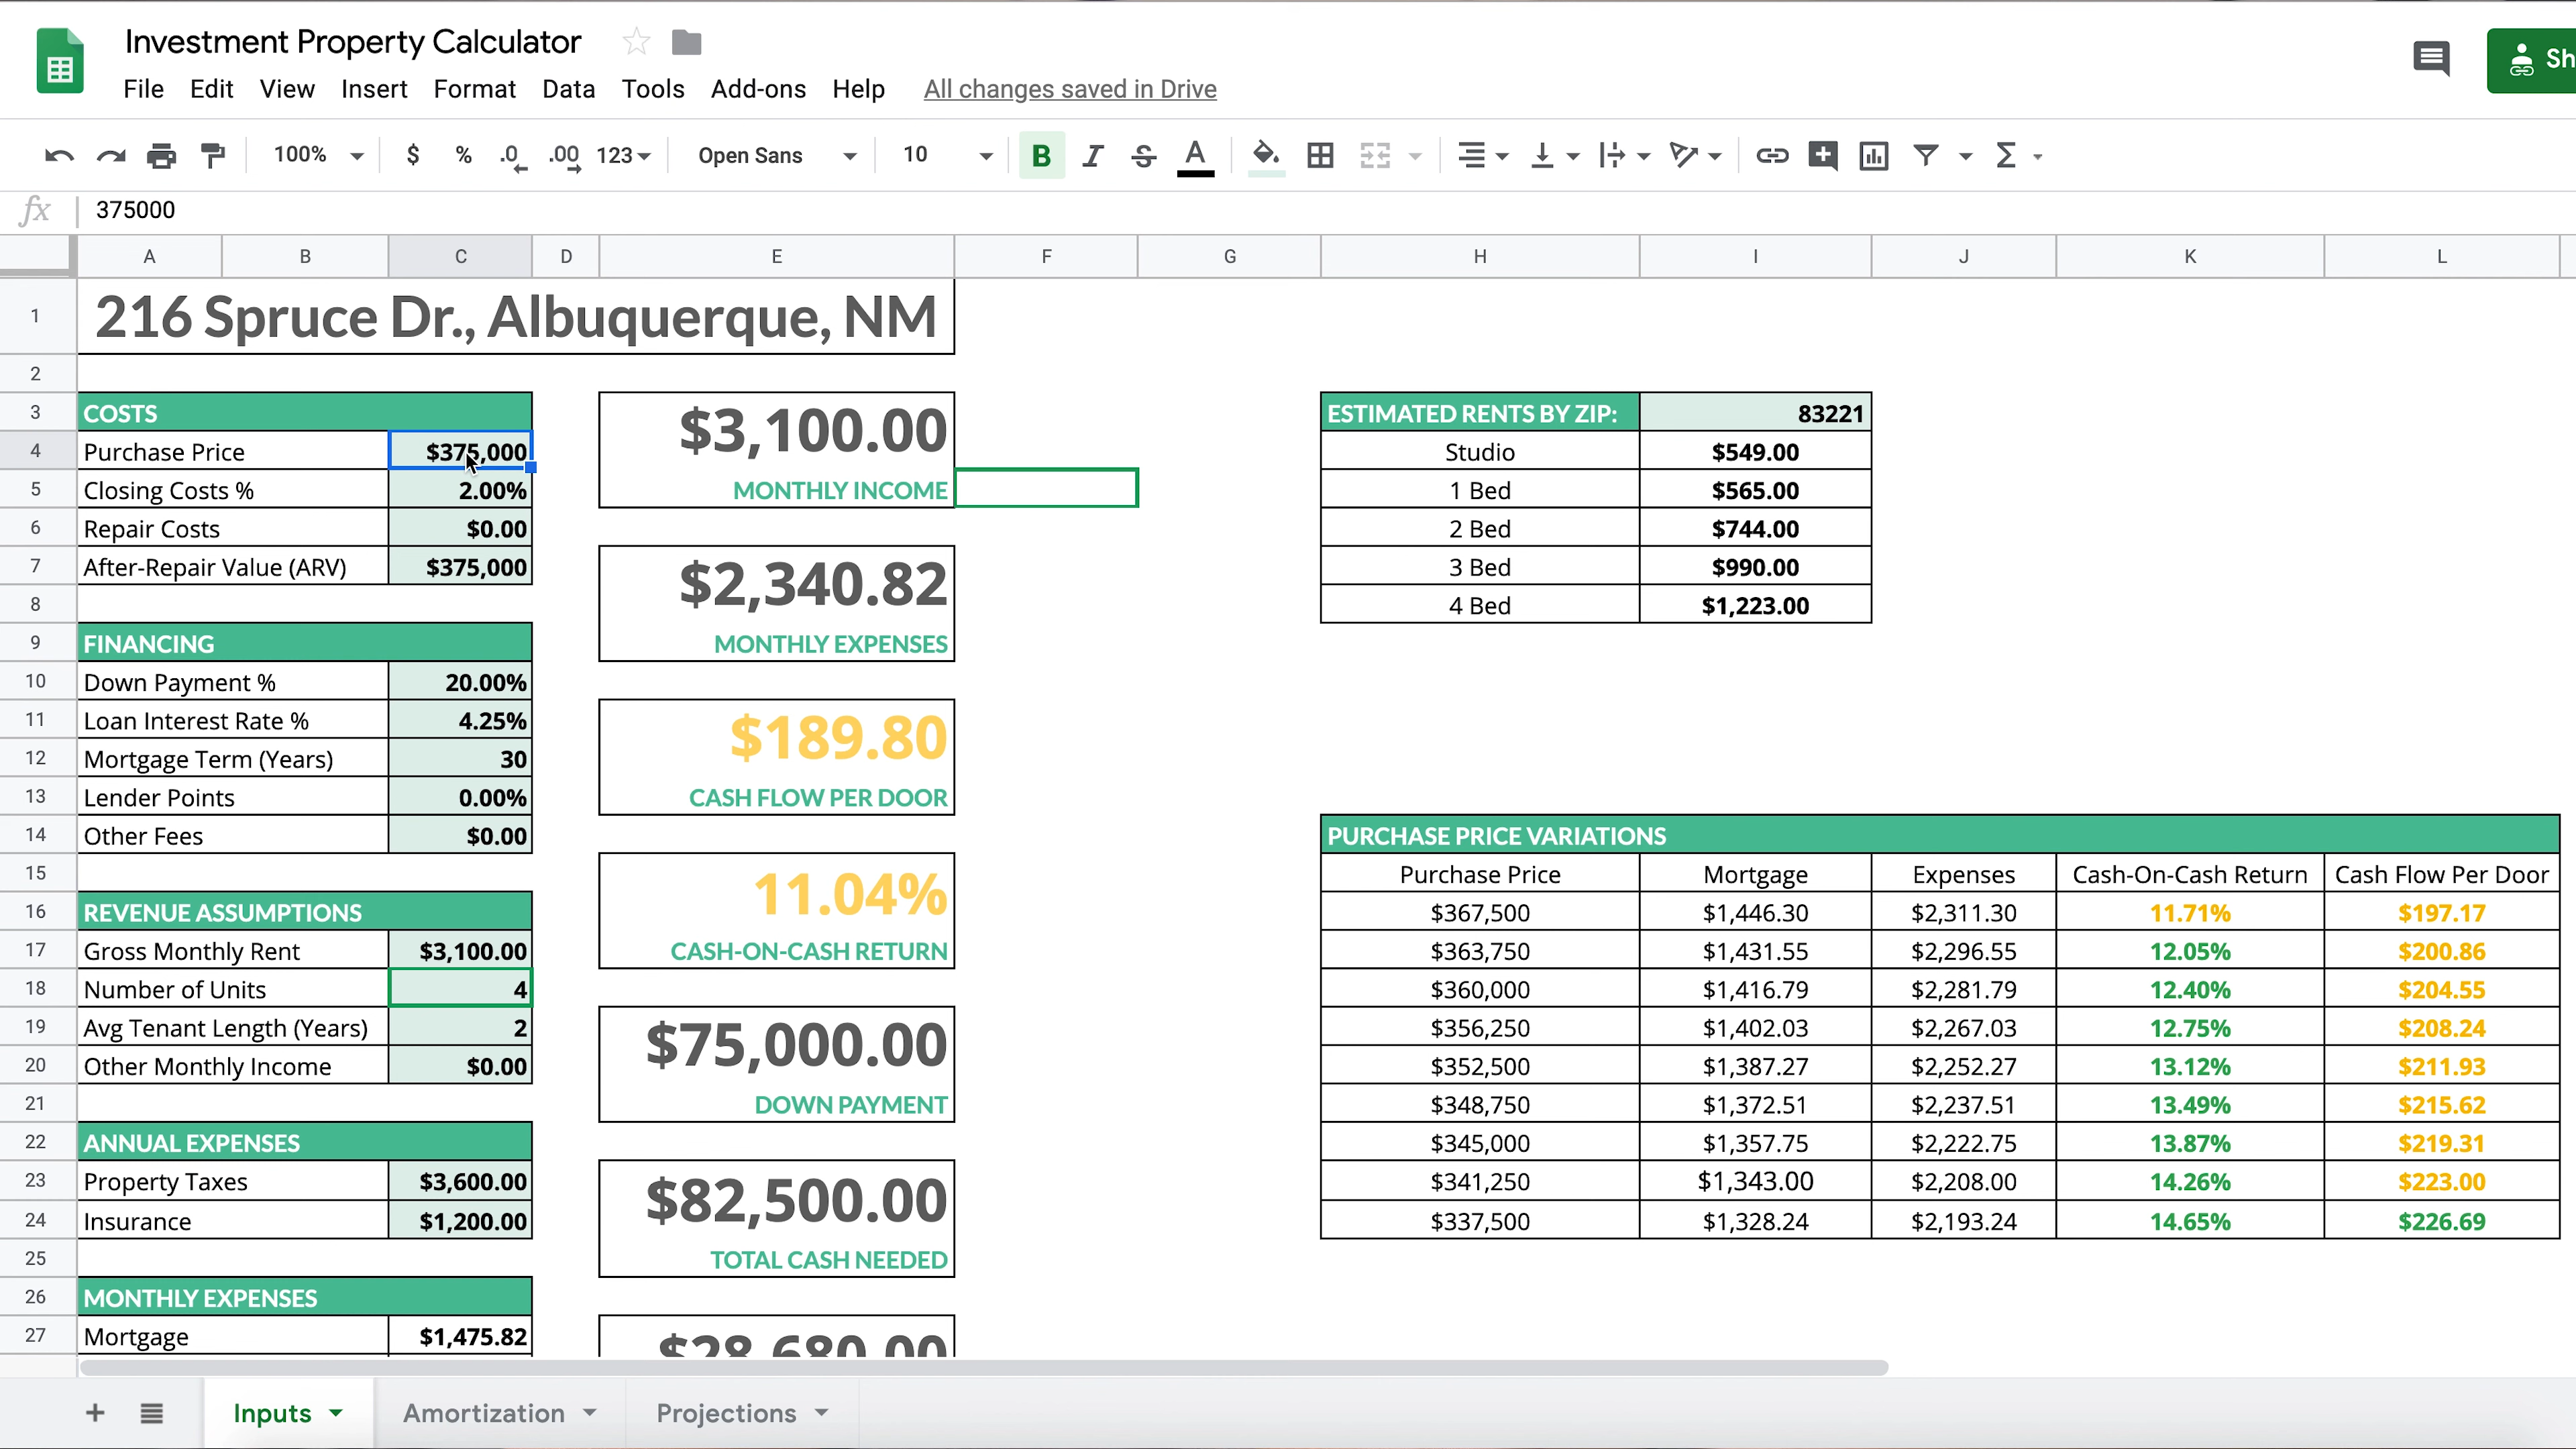 Investment Property Calculator
File Edit View Insert Format Data Tools Add-ons Help All changes saved in Drive
Sh
100% $ % .0 .00 123 Open Sans 10 B I S A Σ
fx 375000
A B C D E F G H I J K L
1 216 Spruce Dr., Albuquerque, NM
2
3 COSTS ESTIMATED RENTS BY ZIP: 83221
4 Purchase Price $375,000 $3,100.00 Studio $549.00
5 Closing Costs % 2.00% MONTHLY INCOME 1 Bed $565.00
6 Repair Costs $0.00 2 Bed $744.00
7 After-Repair Value (ARV) $375,000 $2,340.82 3 Bed $990.00
8 4 Bed $1,223.00
9 FINANCING MONTHLY EXPENSES
10 Down Payment % 20.00%
11 Loan Interest Rate % 4.25% $189.80
12 Mortgage Term (Years) 30
13 Lender Points 0.00% CASH FLOW PER DOOR
14 Other Fees $0.00 PURCHASE PRICE VARIATIONS
15 11.04% Purchase Price Mortgage Expenses Cash-On-Cash Return Cash Flow Per Door
16 REVENUE ASSUMPTIONS $367,500 $1,446.30 $2,311.30 11.71% $197.17
17 Gross Monthly Rent $3,100.00 CASH-ON-CASH RETURN $363,750 $1,431.55 $2,296.55 12.05% $200.86
18 Number of Units 4 $360,000 $1,416.79 $2,281.79 12.40% $204.55
19 Avg Tenant Length (Years) 2 $75,000.00 $356,250 $1,402.03 $2,267.03 12.75% $208.24
20 Other Monthly Income $0.00 $352,500 $1,387.27 $2,252.27 13.12% $211.93
21 DOWN PAYMENT $348,750 $1,372.51 $2,237.51 13.49% $215.62
22 ANNUAL EXPENSES $345,000 $1,357.75 $2,222.75 13.87% $219.31
23 Property Taxes $3,600.00 $82,500.00 $341,250 $1,343.00 $2,208.00 14.26% $223.00
24 Insurance $1,200.00 $337,500 $1,328.24 $2,193.24 14.65% $226.69
25 TOTAL CASH NEEDED
26 MONTHLY EXPENSES
27 Mortgage $1,475.82 $28,680.00
Inputs Amortization Projections